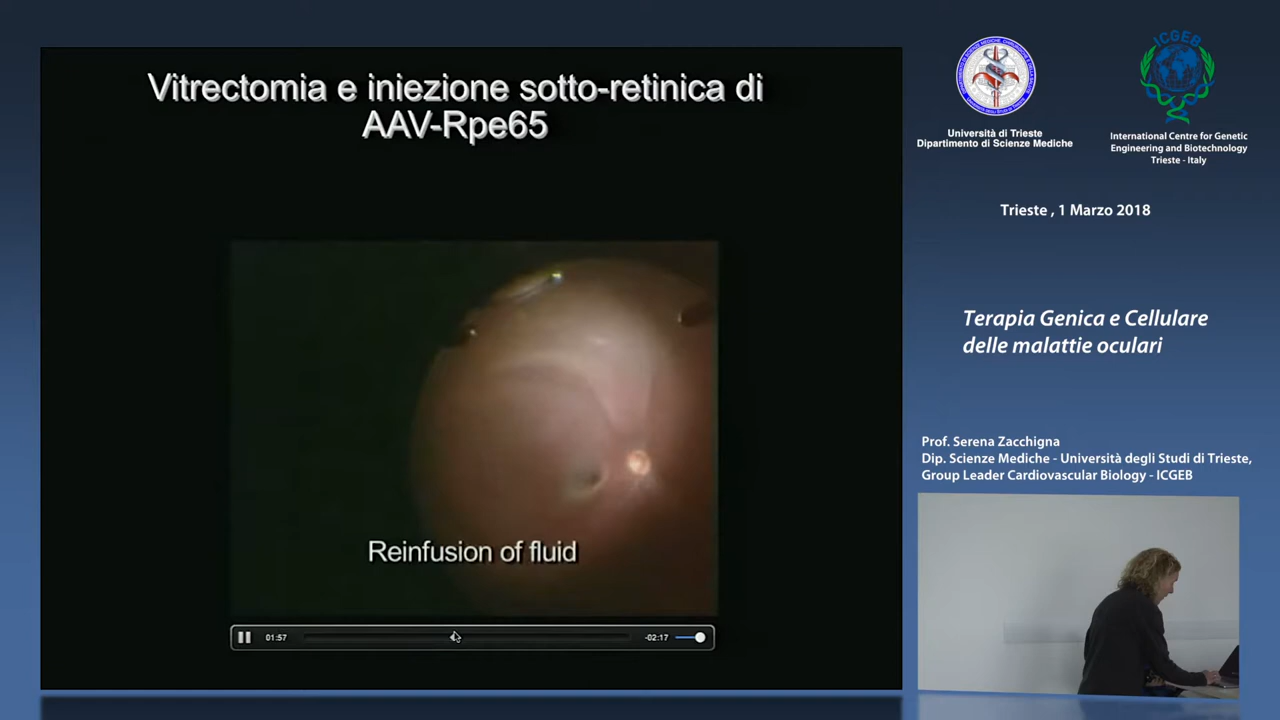 Vitrectomia e iniezione sotto-retinica di
AAV-Rpe65
Reinfusion of fluid
01:57
-02:17
ICGEB
Università di Trieste
Dipartimento di Scienze Mediche
International Centre for Genetic
Engineering and Biotechnology
Trieste - Italy
Trieste , 1 Marzo 2018
Terapia Genica e Cellulare
delle malattie oculari
Prof. Serena Zacchigna
Dip. Scienze Mediche - Università degli Studi di Trieste,
Group Leader Cardiovascular Biology - ICGEB